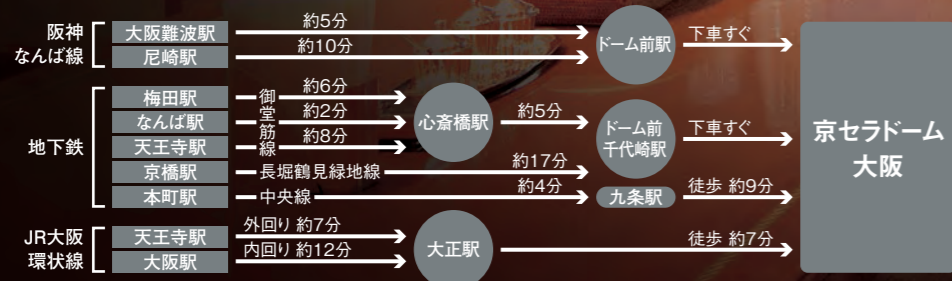 阪神
なんば線
大阪難波駅
約5分
尼崎駅
約10分
ドーム前駅
下車すぐ
地下鉄
梅田駅
なんば駅
天王寺駅
御堂筋線
約6分
約2分
約8分
心斎橋駅
約5分
京橋駅
長堀鶴見緑地線
約17分
ドーム前
千代崎駅
下車すぐ
本町駅
中央線
約4分
九条駅
徒歩 約9分
JR大阪
環状線
天王寺駅
外回り 約7分
大阪駅
内回り 約12分
大正駅
徒歩 約7分
京セラドーム
大阪